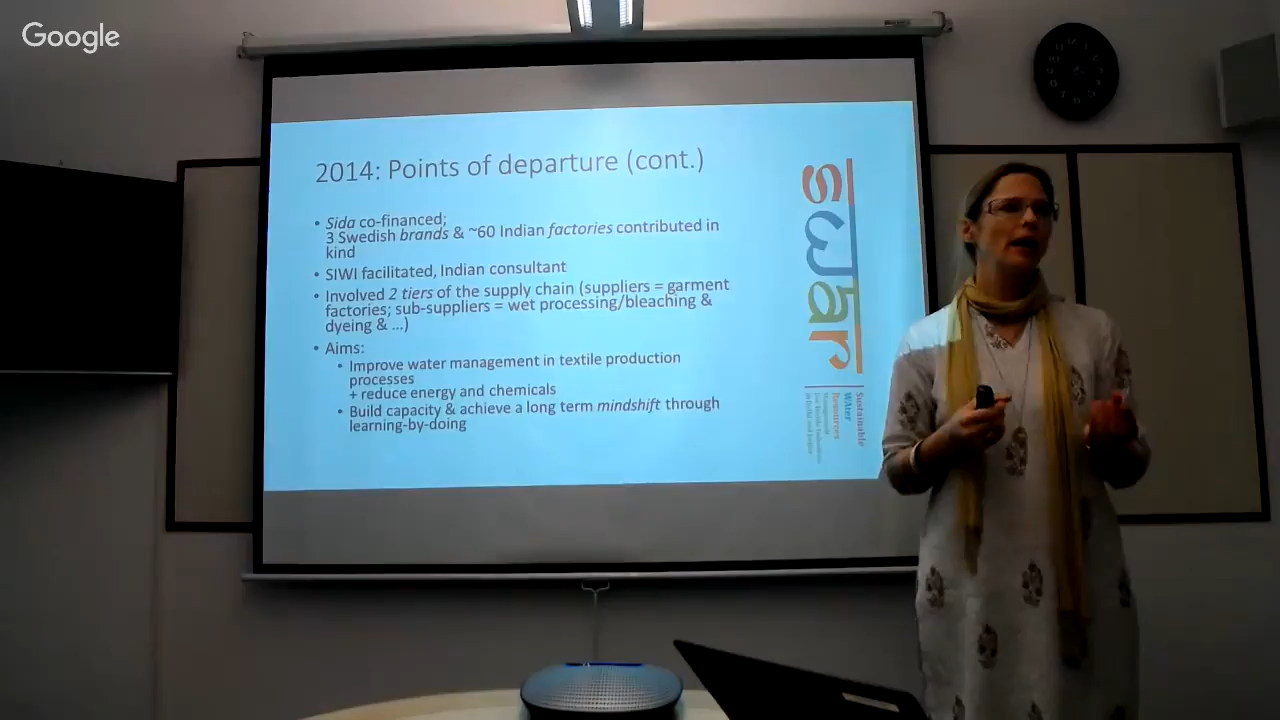 Google
2014: Points of departure (cont.)
• Sida co-financed;
3 Swedish brands & ~60 Indian factories contributed in
kind
• SIWI facilitated, Indian consultant
• Involved 2 tiers of the supply chain (suppliers = garment
factories; sub-suppliers = wet processing/bleaching &
dyeing & ...)
• Aims:
• Improve water management in textile production
processes
+ reduce energy and chemicals
• Build capacity & achieve a long term mindshift through
learning-by-doing
swār
Sustainable
WAter
Resources
Management